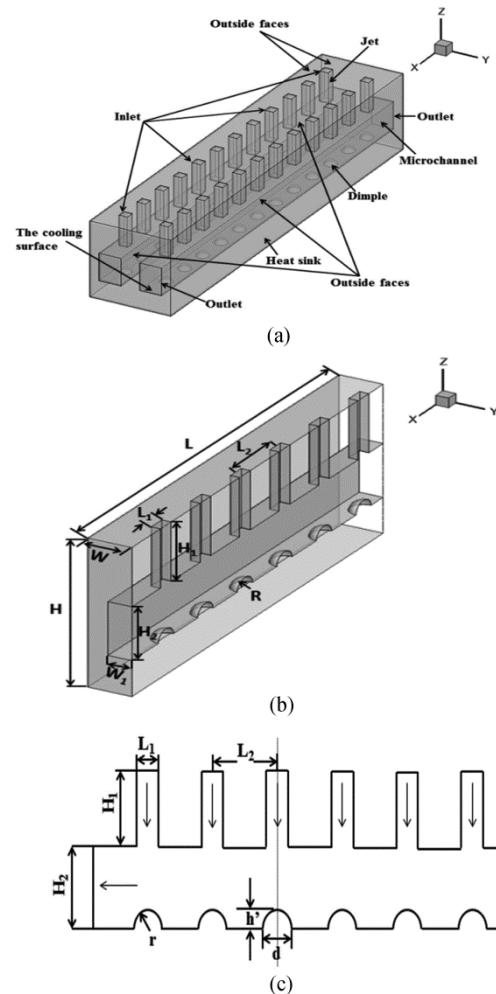 Outside faces
Jet
Z
X
Y
Inlet
Outlet
Microchannel
Dimple
The cooling
surface
Heat sink
Outside faces
Outlet
(a)
Z
X
Y
L
L₂
L₁
W
H₁
H
R
H₂
W₁
(b)
L₁
L₂
H₁
H₂
h'
r
d
(c)